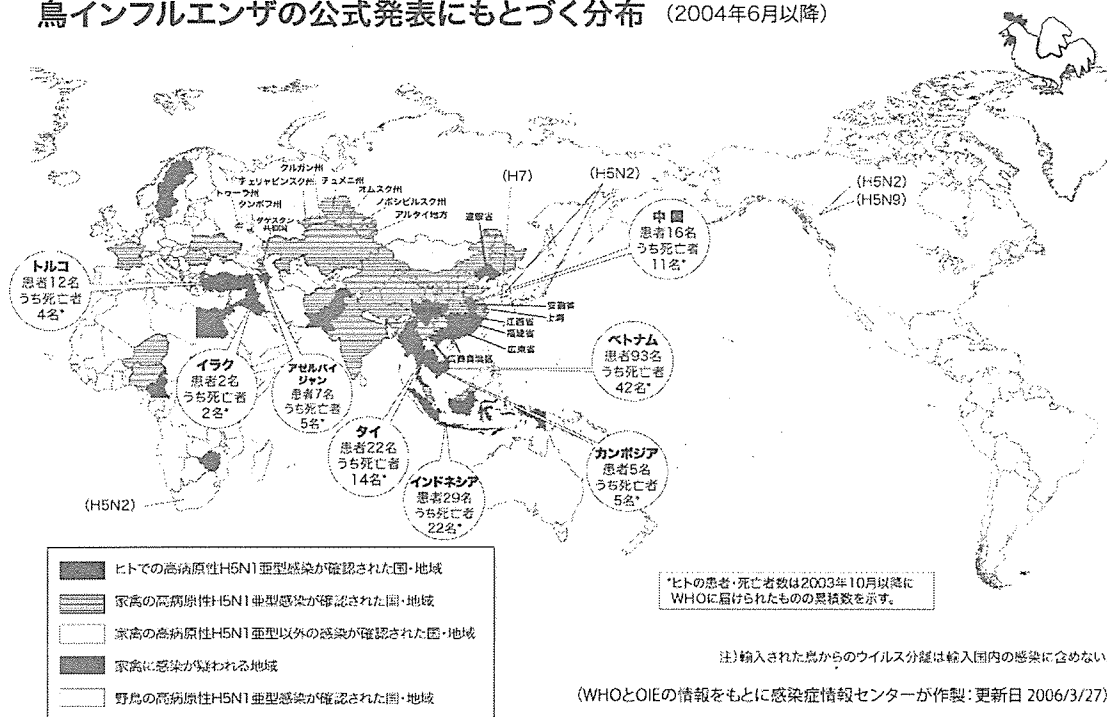 鳥インフルエンザの公式発表にもとづく分布 (2004年6月以降)
クルガン州
チェリャビンスク州 チュメニ州
トゥーラ州
オムスク州
タンボフ州
ノボシビルスク州
ダゲスタン
共和国
アルタイ地方
(H7)
(H5N2)
遼寧省
(H5N2)
(H5N9)
中国
患者16名
うち死亡者
11名*
トルコ
患者12名
うち死亡者
4名*
安徽省
上海
江西省
福建省
広東省
広西自治区
イラク
患者2名
うち死亡者
2名*
アゼルバイ
ジャン
患者7名
うち死亡者
5名*
ベトナム
患者93名
うち死亡者
42名*
タイ
患者22名
うち死亡者
14名*
インドネシア
患者29名
うち死亡者
22名*
カンボジア
患者5名
うち死亡者
5名*
(H5N2)
ヒトでの高病原性H5N1亜型感染が確認された国・地域
家禽の高病原性H5N1亜型感染が確認された国・地域
家禽の高病原性H5N1亜型以外の感染が確認された国・地域
家禽に感染が疑われる地域
野鳥の高病原性H5N1亜型感染が確認された国・地域
*ヒトの患者・死亡者数は2003年10月以降に
WHOに届けられたものの累積数を示す。
注)輸入された鳥からのウイルス分離は輸入国内の感染に含めない
(WHOとOIEの情報をもとに感染症情報センターが作製:更新日 2006/3/27)